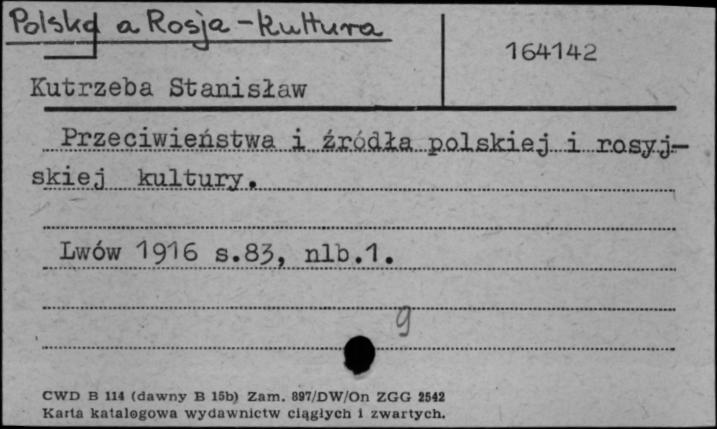 Polska a Rosja - kultura
164142
Kutrzeba Stanisław
Przeciwieństwa i źródła polskiej i rosyj-
skiej kultury.
Lwów 1916 s.83, nlb.1.
9
CWD B 114 (dawny B 15b) Zam. 897/DW/On ZGG 2542
Karta katalogowa wydawnictw ciągłych i zwartych.